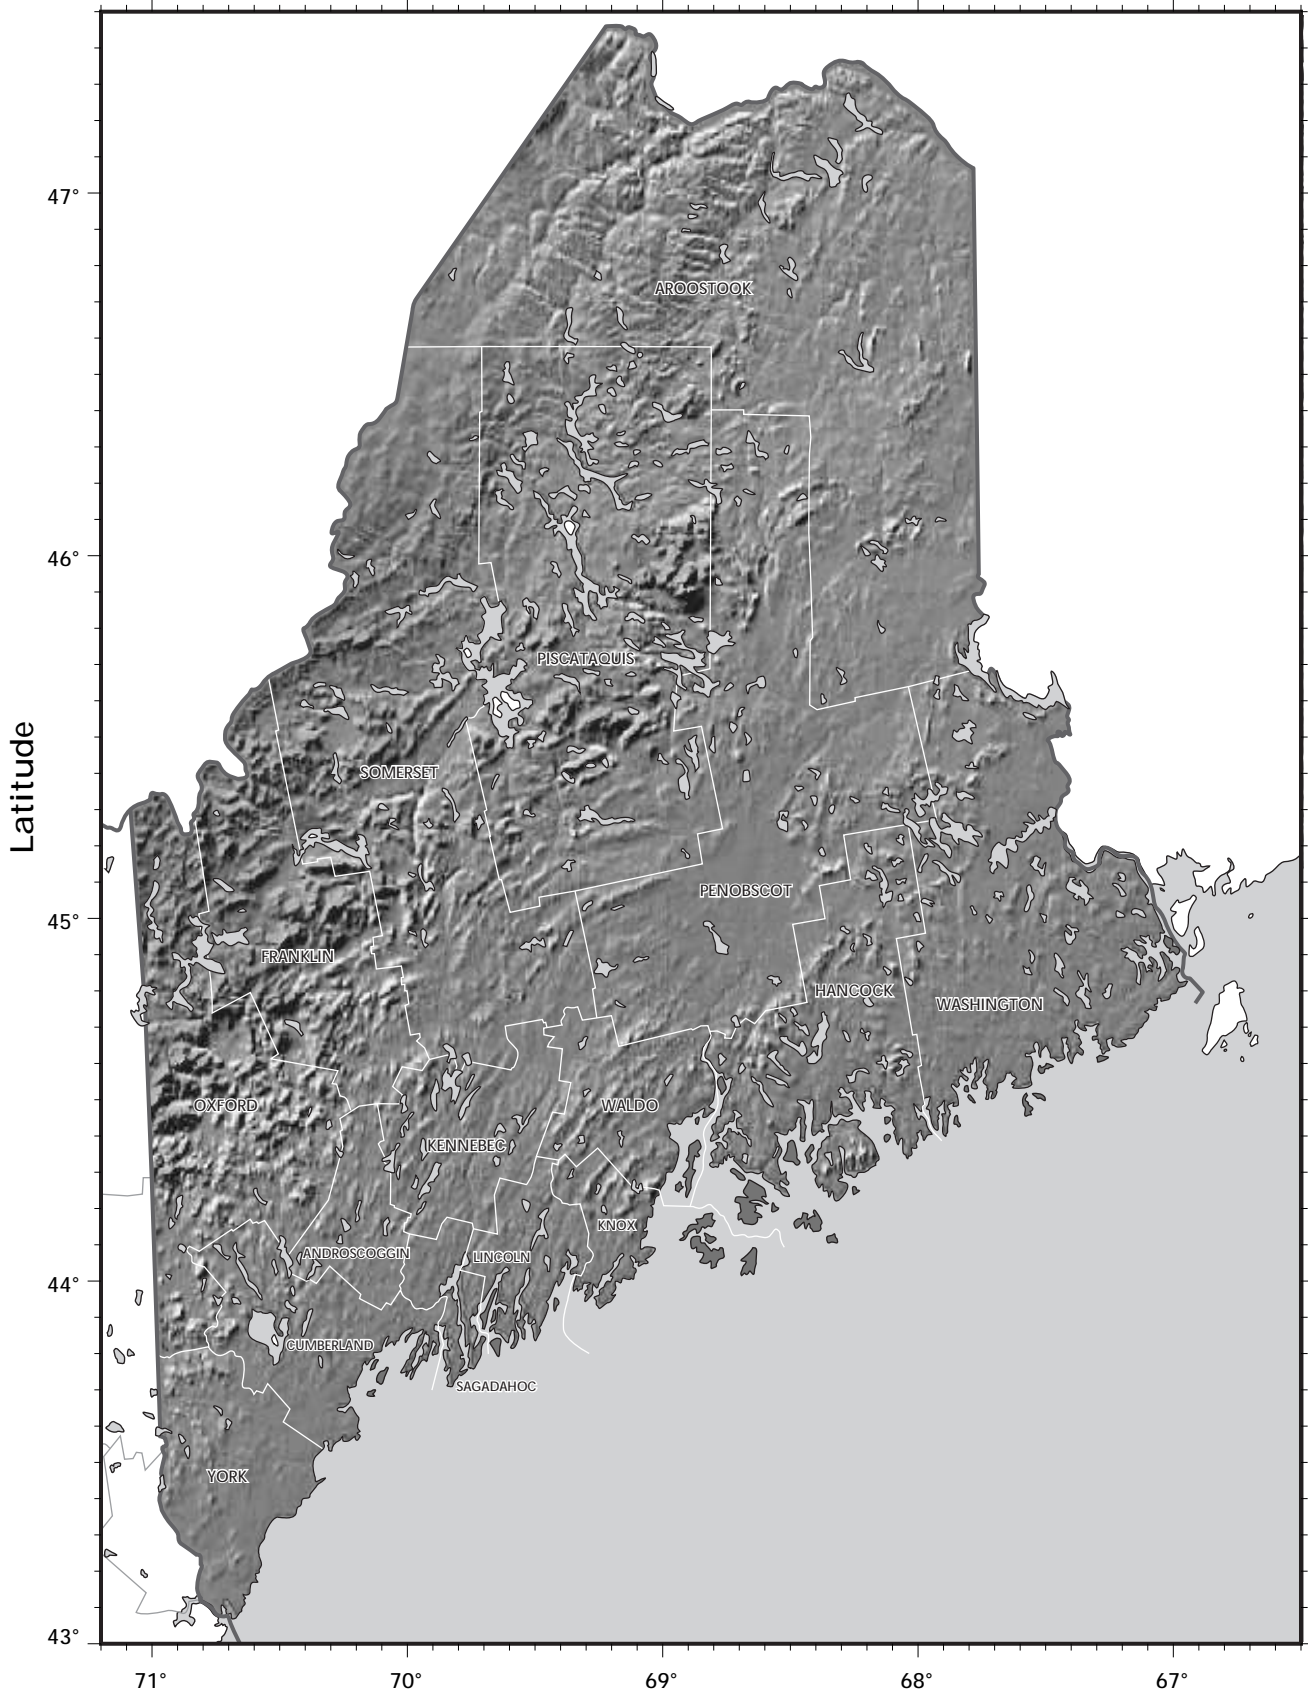 47°
AROOSTOOK
46°
PISCATAQUIS
Latitude
SOMERSET
PENOBSCOT
45°
FRANKLIN
HANCOCK
WASHINGTON
OXFORD
WALDO
KENNEBEC
KNOX
ANDROSCOGGIN
LINCOLN
44°
CUMBERLAND
SAGADAHOC
YORK
43°
71°
70°
69°
68°
67°